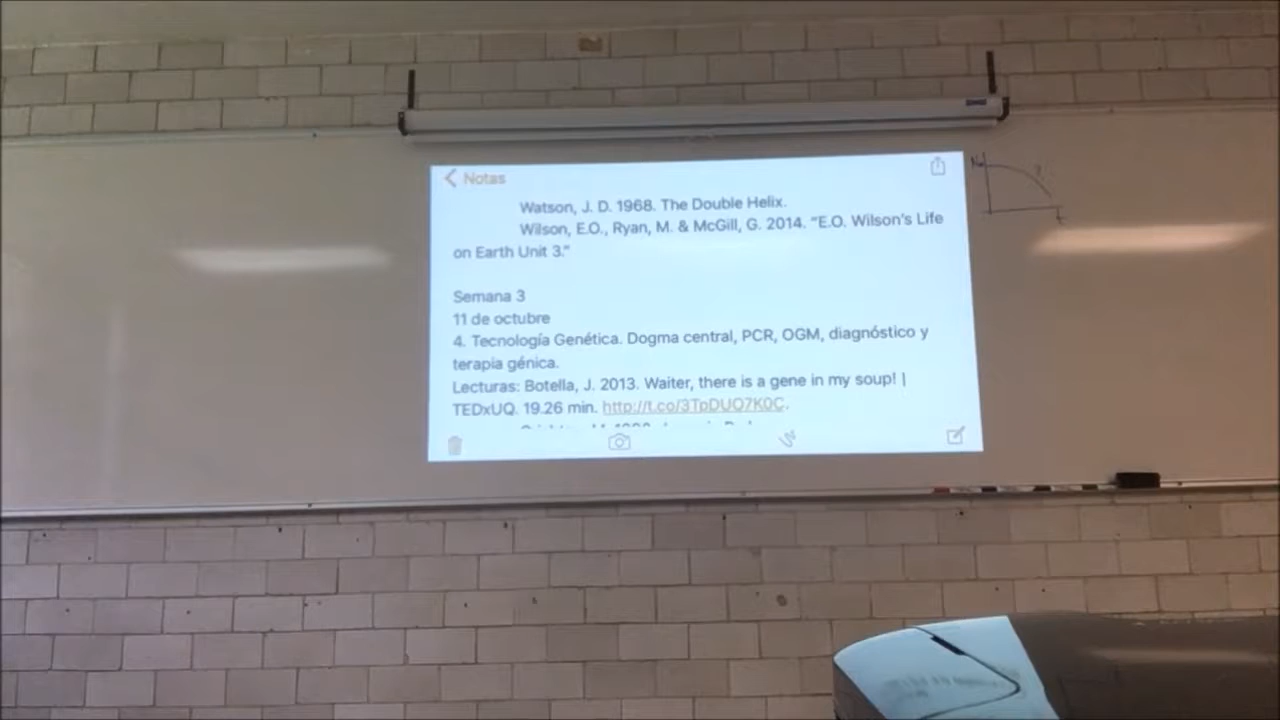 Notas
Watson, J. D. 1968. The Double Helix.
Wilson, E.O., Ryan, M. & McGill, G. 2014. “E.O. Wilson's Life
on Earth Unit 3.”
Semana 3
11 de octubre
4. Tecnología Genética. Dogma central, PCR, OGM, diagnóstico y
terapia génica.
Lecturas: Botella, J. 2013. Waiter, there is a gene in my soup! |
TEDxUQ. 19.26 min. http://t.co/3TpDUQ7K0C.